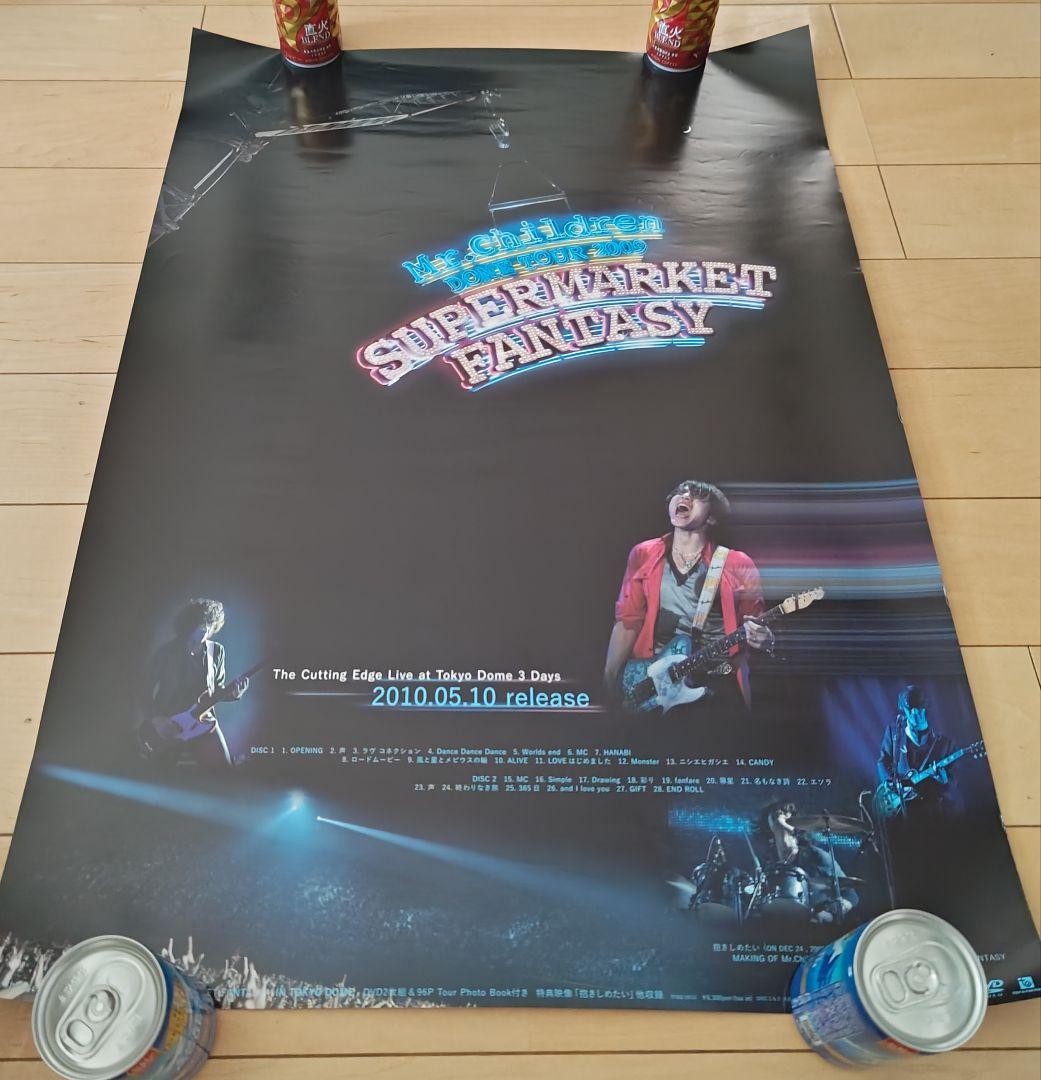 直火
BLEND
直火
BLEND
Mr.Children
DOME TOUR 2009
SUPERMARKET
FANTASY
The Cutting Edge Live at Tokyo Dome 3 Days
2010.05.10 release
DISC 1 1. OPENING 2. 声 3. ラヴ コネクション 4. Dance Dance Dance 5. Worlds end 6. MC 7. HANABI
8. ロードムービー 9. 風と星とメビウスの輪 10. ALIVE 11. LOVEはじめました 12. Monster 13. ニシエヒガシエ 14. CANDY
DISC 2 15. MC 16. Simple 17. Drawing 18. 彩り 19. fanfare 20. 箒星 21. 名もなき詩 22. エソラ
23. 声 24. 終わりなき旅 25. 365日 26. and I love you 27. GIFT 28. END ROLL
抱きしめたい (ON DEC 24 ,
MAKING OF Mr.Ch
IN TOKYO DOME DVD2枚組＆96P Tour Photo Book付き 特典映像「抱きしめたい」他収録